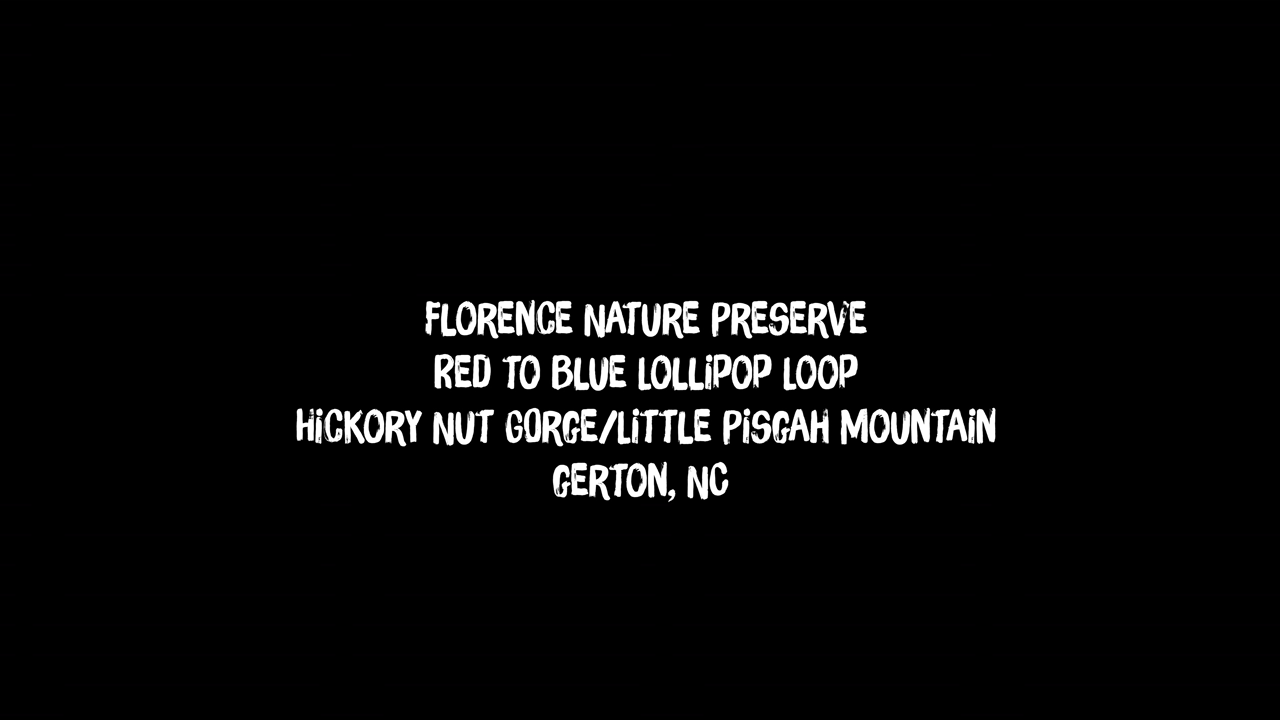 FLORENCE NATURE PRESERVE
RED TO BLUE LOLLiPOP LOOP
HiCKORY NUT GORGE/LiTTLE PiSGAH MOUNTAiN
GERTON, NC